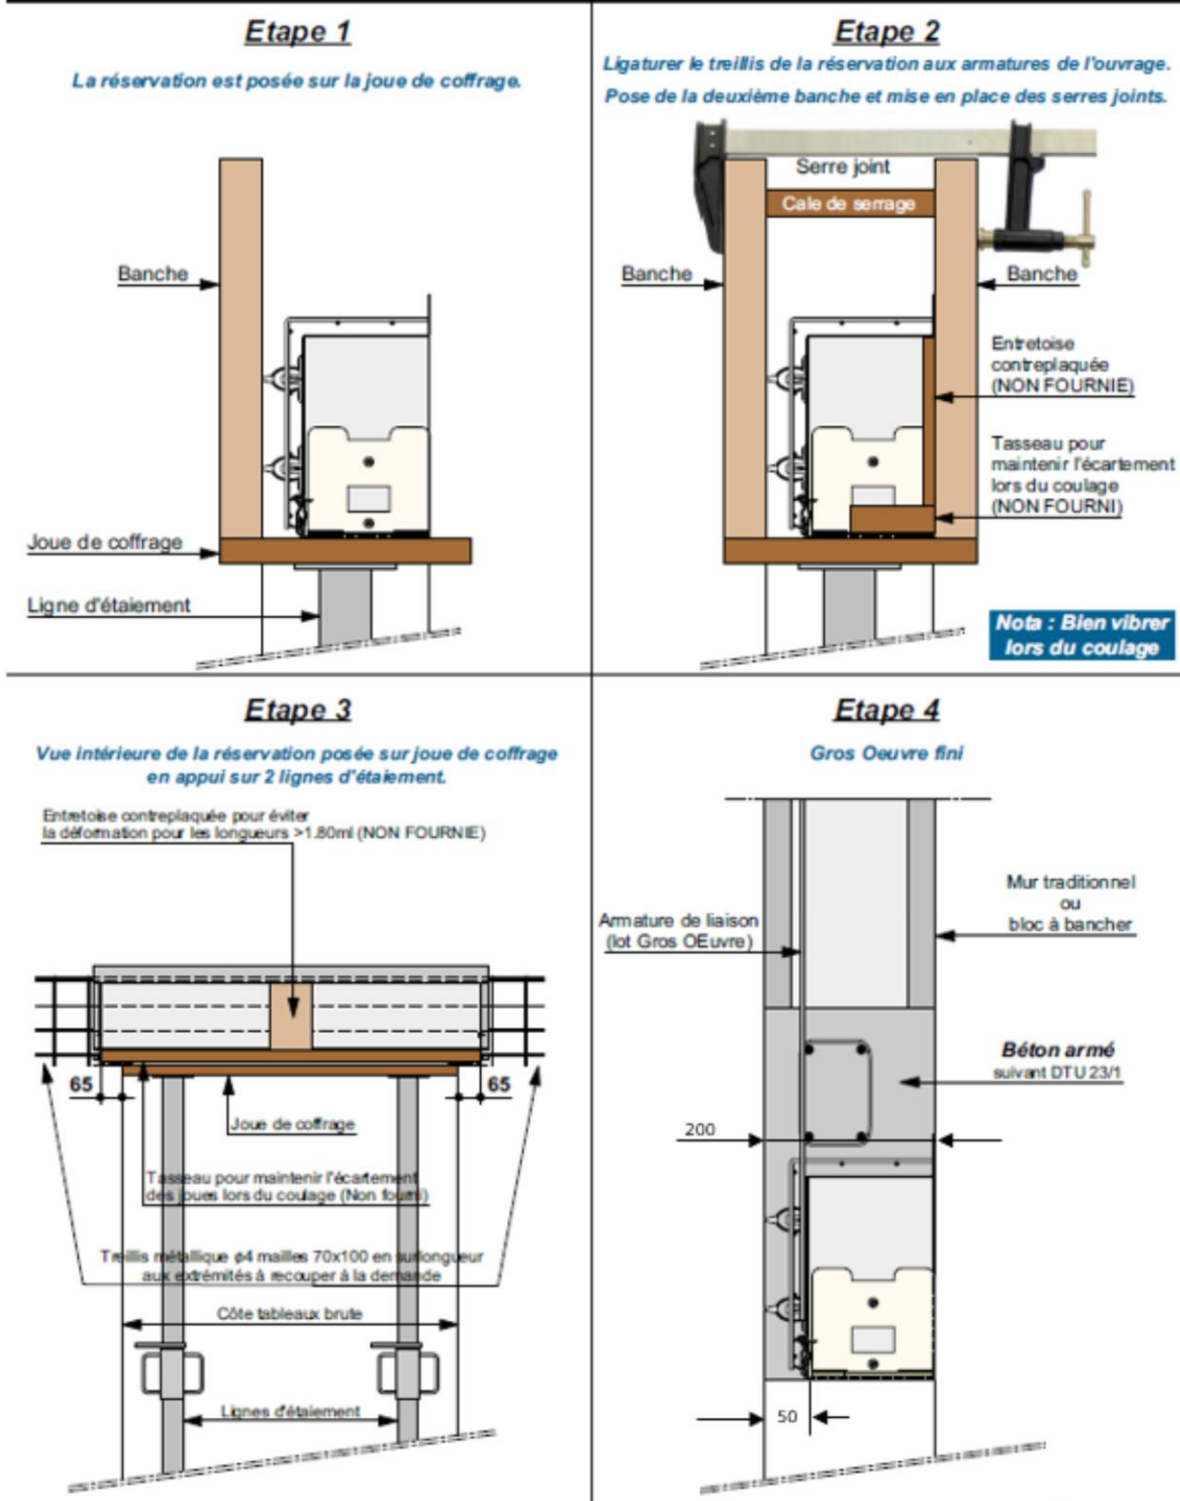 Etape 1
La réservation est posée sur la joue de coffrage.
Banche
Joue de coffrage
Ligne d'étaiement
Etape 2
Ligaturer le treillis de la réservation aux armatures de l'ouvrage.
Pose de la deuxième banche et mise en place des serres joints.
Serre joint
Cale de serrage
Banche
Banche
Entretoise
contreplaquée
(NON FOURNIE)
Tasseau pour
maintenir l'écartement
lors du coulage
(NON FOURNI)
Nota : Bien vibrer
lors du coulage
Etape 3
Vue intérieure de la réservation posée sur joue de coffrage
en appui sur 2 lignes d'étaiement.
Entretoise contreplaquée pour éviter
la déformation pour les longueurs >1.80ml (NON FOURNIE)
65
65
Joue de coffrage
Tasseau pour maintenir l'écartement
des joues lors du coulage (Non fourni)
Treillis métallique ø4 mailles 70x100 en surlongueur
aux extrémités à recouper à la demande
Côte tableaux brute
Lignes d'étaiement
Etape 4
Gros Oeuvre fini
Mur traditionnel
ou
bloc à bancher
Armature de liaison
(lot Gros OEuvre)
Béton armé
suivant DTU 23/1
200
50